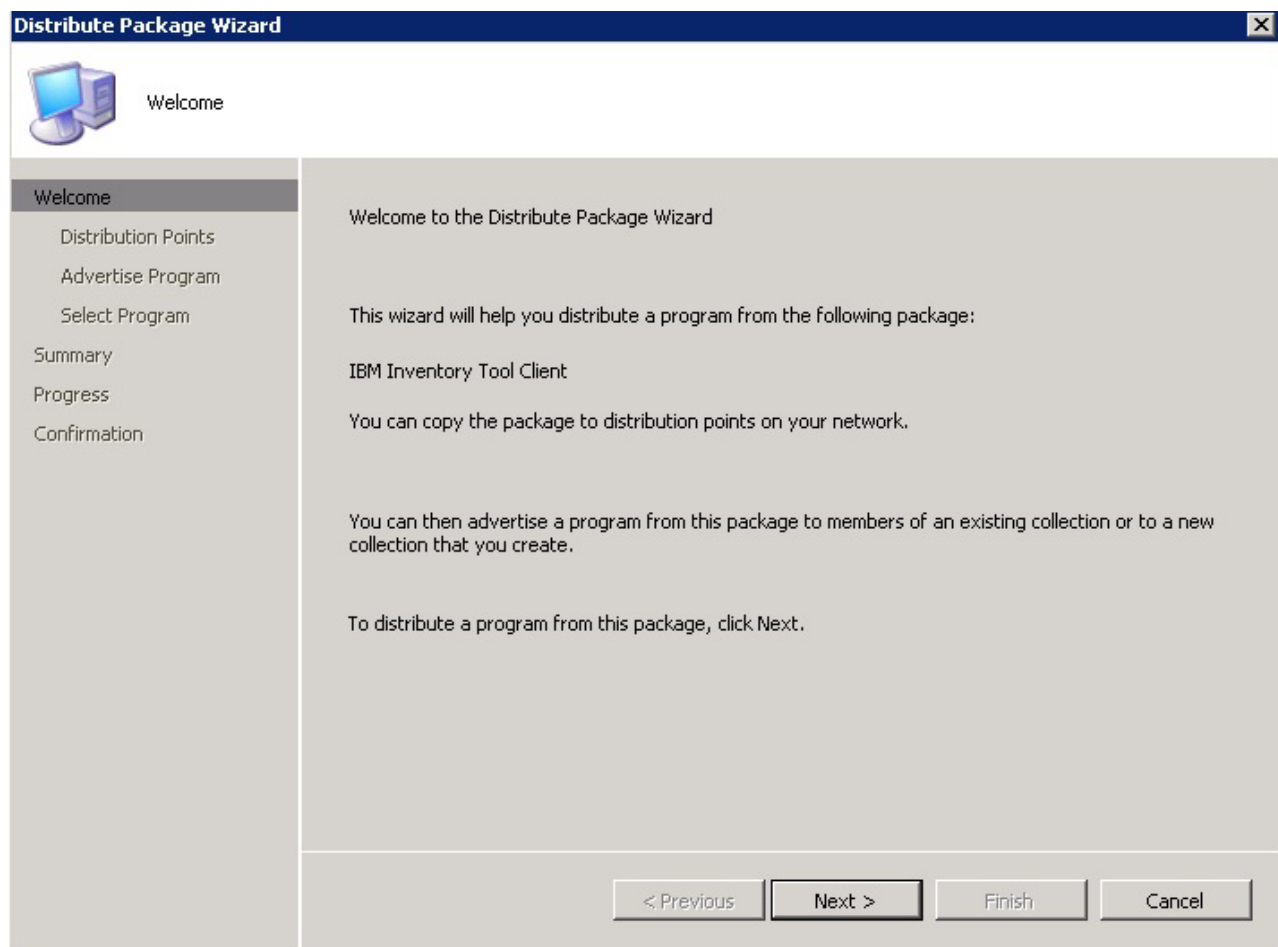 Distribute Package Wizard
Welcome
Welcome
Distribution Points
Advertise Program
Select Program
Summary
Progress
Confirmation
Welcome to the Distribute Package Wizard
This wizard will help you distribute a program from the following package:
IBM Inventory Tool Client
You can copy the package to distribution points on your network.
You can then advertise a program from this package to members of an existing collection or to a new
collection that you create.
To distribute a program from this package, click Next.
< Previous
Next >
Finish
Cancel